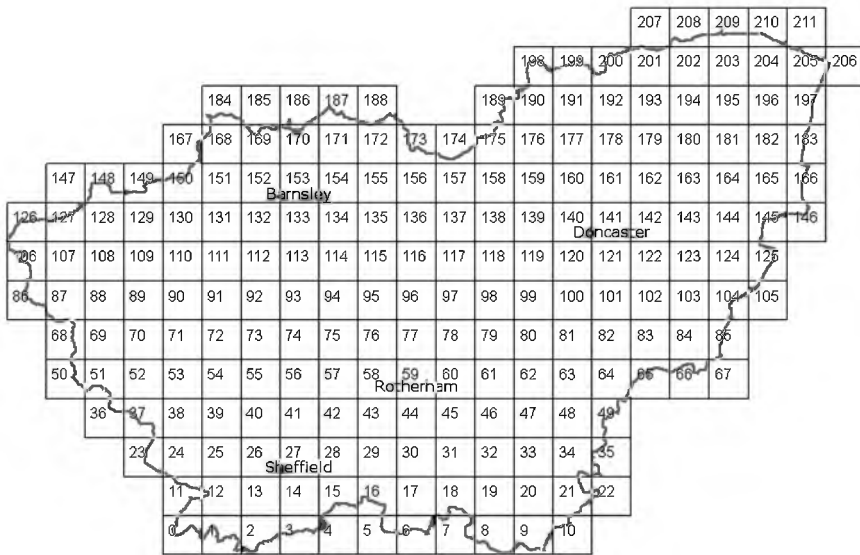 207 208 209 210 211
198 199 200 201 202 203 204 205 206
184 185 186 187 188 189 190 191 192 193 194 195 196 197
167 168 169 170 171 172 173 174 175 176 177 178 179 180 181 182 183
147 148 149 150 151 152 153 154 155 156 157 158 159 160 161 162 163 164 165 166
Barnsley
126 127 128 129 130 131 132 133 134 135 136 137 138 139 140 141 142 143 144 145 146
Doncaster
106 107 108 109 110 111 112 113 114 115 116 117 118 119 120 121 122 123 124 125
86 87 88 89 90 91 92 93 94 95 96 97 98 99 100 101 102 103 104 105
68 69 70 71 72 73 74 75 76 77 78 79 80 81 82 83 84 85
50 51 52 53 54 55 56 57 58 59 60 61 62 63 64 65 66 67
Rotherham
36 37 38 39 40 41 42 43 44 45 46 47 48 49
23 24 25 26 27 28 29 30 31 32 33 34 35
Sheffield
11 12 13 14 15 16 17 18 19 20 21 22
0 1 2 3 4 5 6 7 8 9 10